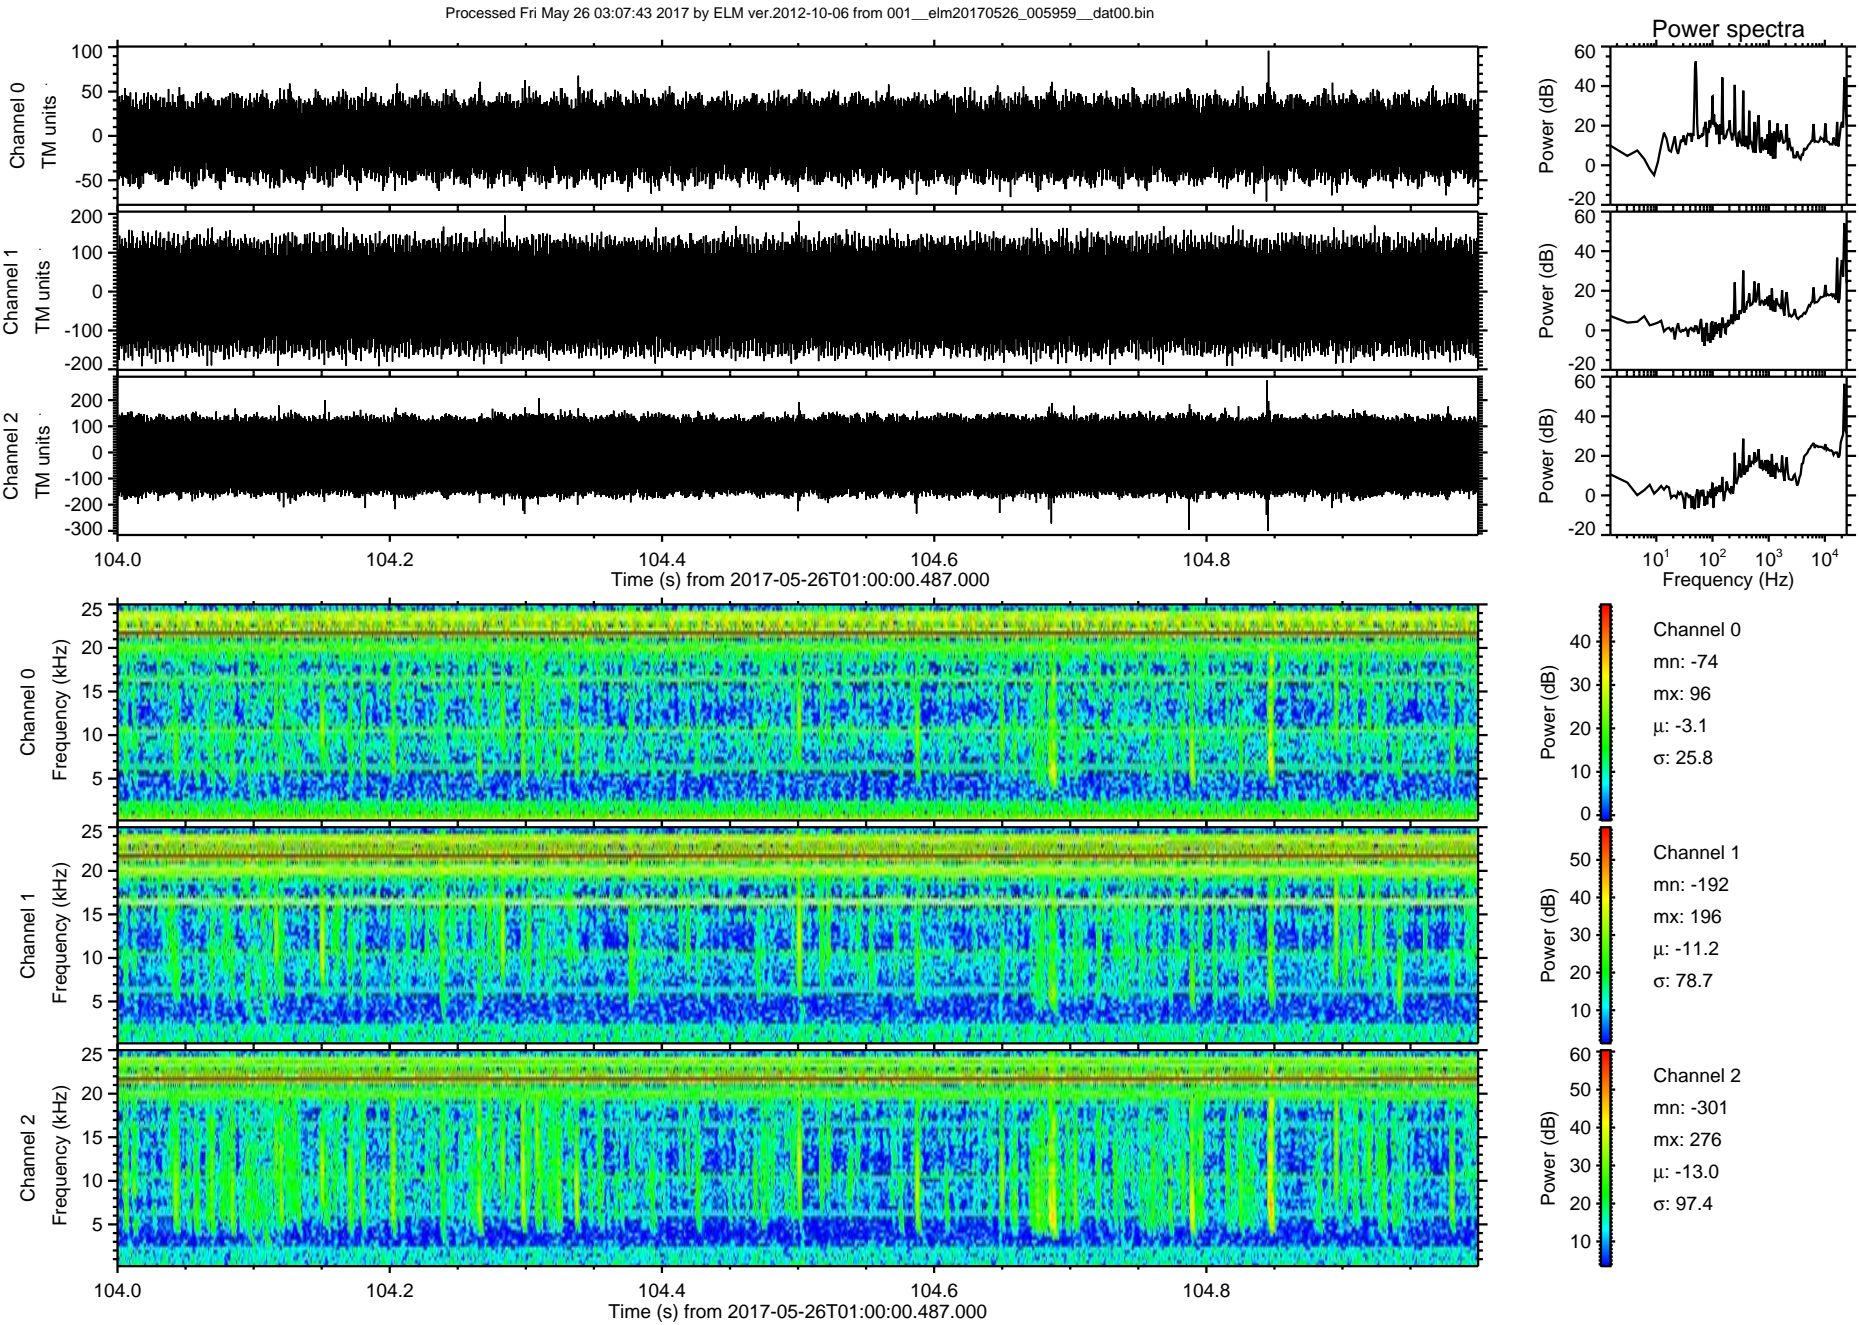 Processed Fri May 26 03:07:43 2017 by ELM ver.2012-10-06 from 001__elm20170526_005959__dat00.bin
Power spectra
Channel 0
TM units
100
50
0
-50
Power (dB)
60
40
20
0
-20
Channel 1
TM units
200
100
0
-100
-200
Power (dB)
60
40
20
0
-20
Channel 2
TM units
200
100
0
-100
-200
-300
Power (dB)
60
40
20
0
-20
104.0 104.2 104.4 104.6 104.8
Time (s) from 2017-05-26T01:00:00.487.000
10^1 10^2 10^3 10^4
Frequency (Hz)
Channel 0
Frequency (kHz)
25
20
15
10
5
Power (dB)
40
30
20
10
0
Channel 0
mn: -74
mx: 96
μ: -3.1
σ: 25.8
Channel 1
Frequency (kHz)
25
20
15
10
5
Power (dB)
50
40
30
20
10
Channel 1
mn: -192
mx: 196
μ: -11.2
σ: 78.7
Channel 2
Frequency (kHz)
25
20
15
10
5
Power (dB)
60
50
40
30
20
10
Channel 2
mn: -301
mx: 276
μ: -13.0
σ: 97.4
104.0 104.2 104.4 104.6 104.8
Time (s) from 2017-05-26T01:00:00.487.000